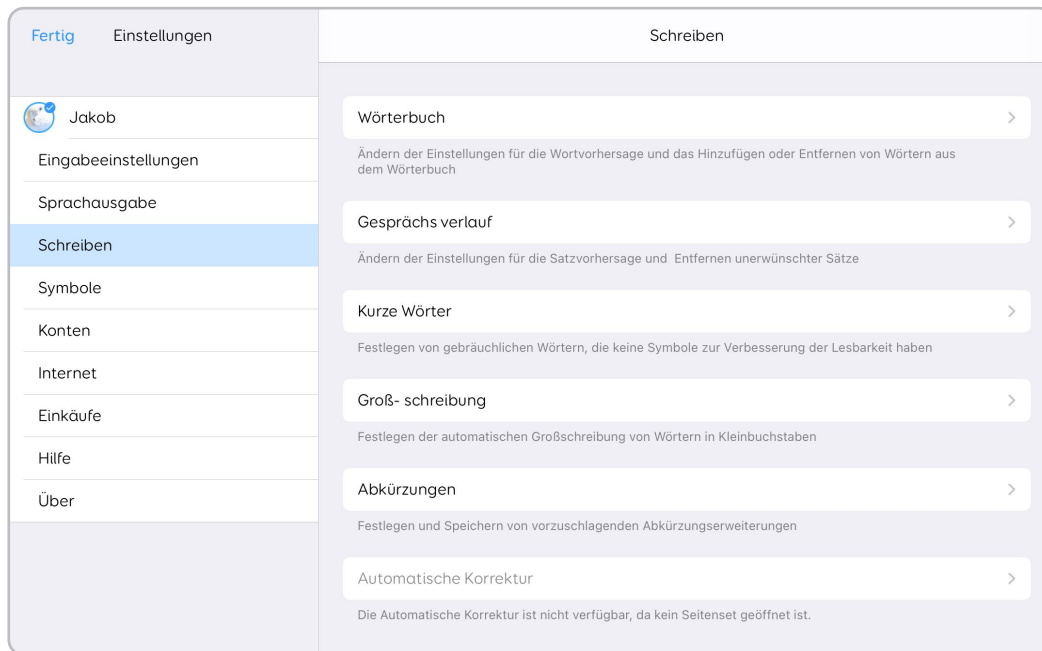 Fertig Einstellungen
Jakob
Eingabeeinstellungen
Sprachausgabe
Schreiben
Symbole
Konten
Internet
Einkäufe
Hilfe
Über
Schreiben
Wörterbuch
Ändern der Einstellungen für die Wortvorhersage und das Hinzufügen oder Entfernen von Wörtern aus
dem Wörterbuch
Gesprächs verlauf
Ändern der Einstellungen für die Satzvorhersage und Entfernen unerwünschter Sätze
Kurze Wörter
Festlegen von gebräuchlichen Wörtern, die keine Symbole zur Verbesserung der Lesbarkeit haben
Groß- schreibung
Festlegen der automatischen Großschreibung von Wörtern in Kleinbuchstaben
Abkürzungen
Festlegen und Speichern von vorzuschlagenden Abkürzungserweiterungen
Automatische Korrektur
Die Automatische Korrektur ist nicht verfügbar, da kein Seitenset geöffnet ist.